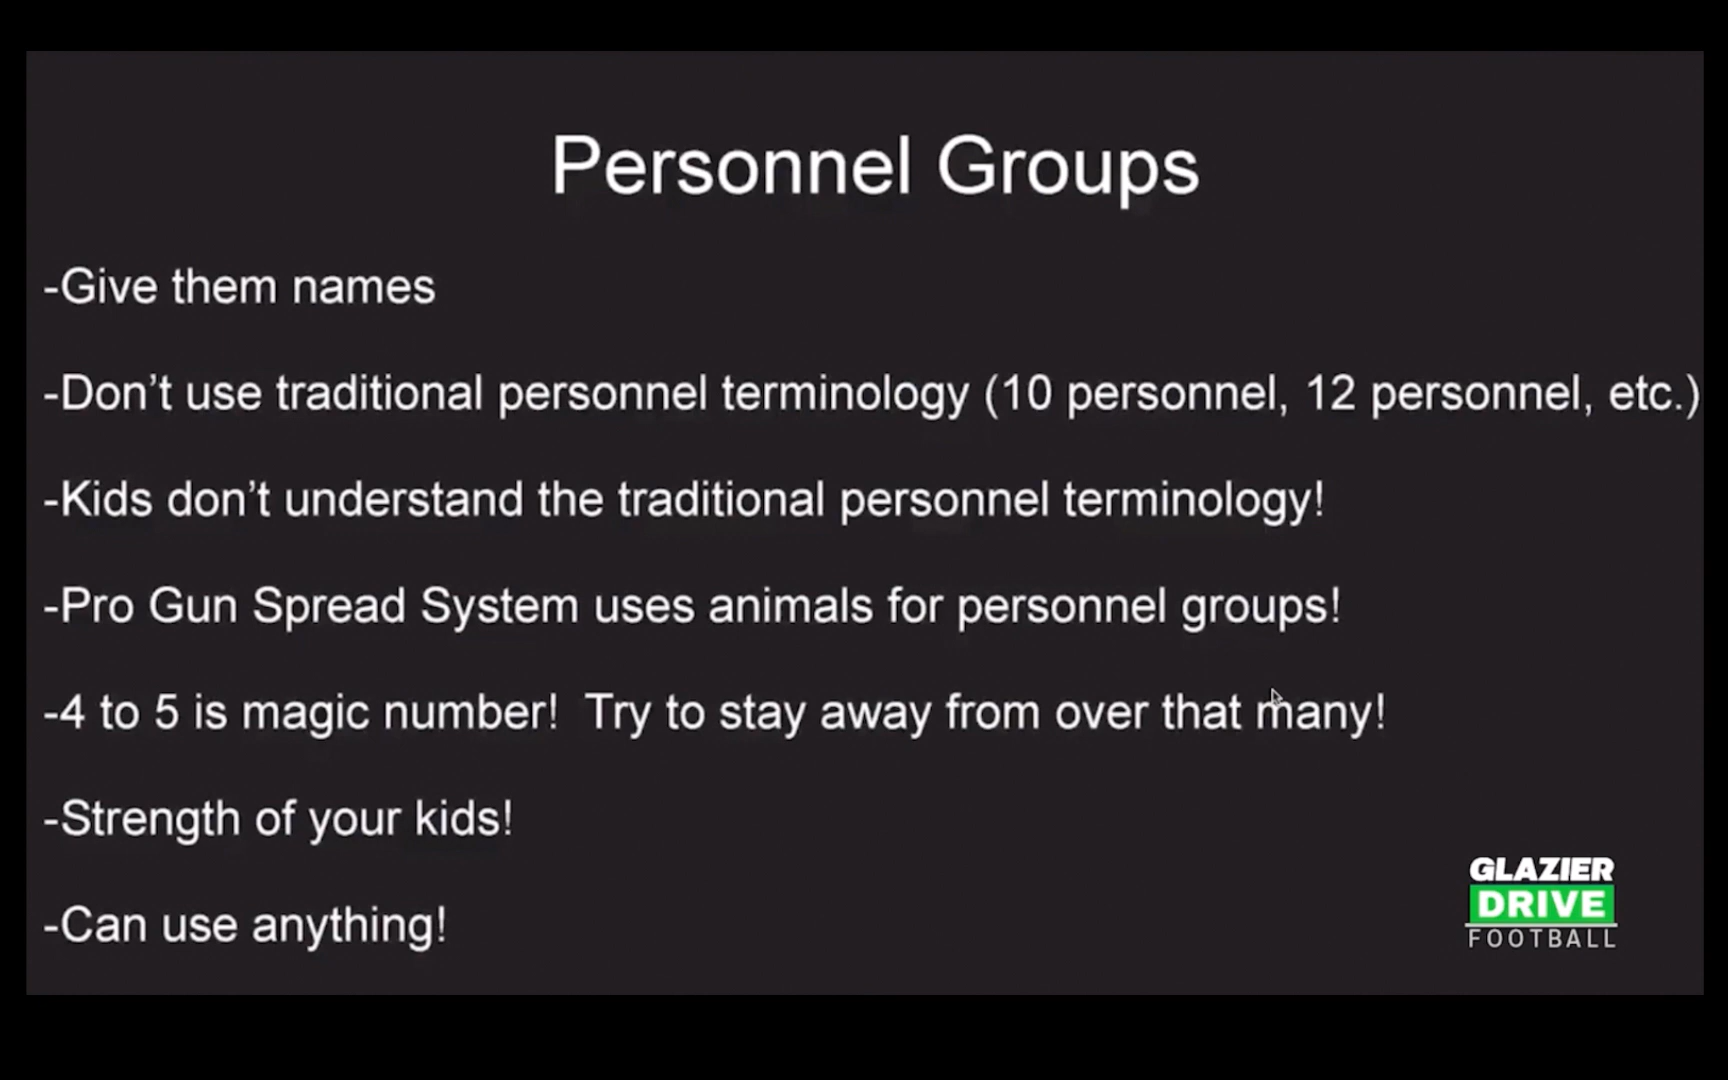 Personnel Groups
-Give them names
-Don’t use traditional personnel terminology (10 personnel, 12 personnel, etc.)
-Kids don’t understand the traditional personnel terminology!
-Pro Gun Spread System uses animals for personnel groups!
-4 to 5 is magic number!  Try to stay away from over that many!
-Strength of your kids!
-Can use anything!
GLAZIER
DRIVE
FOOTBALL